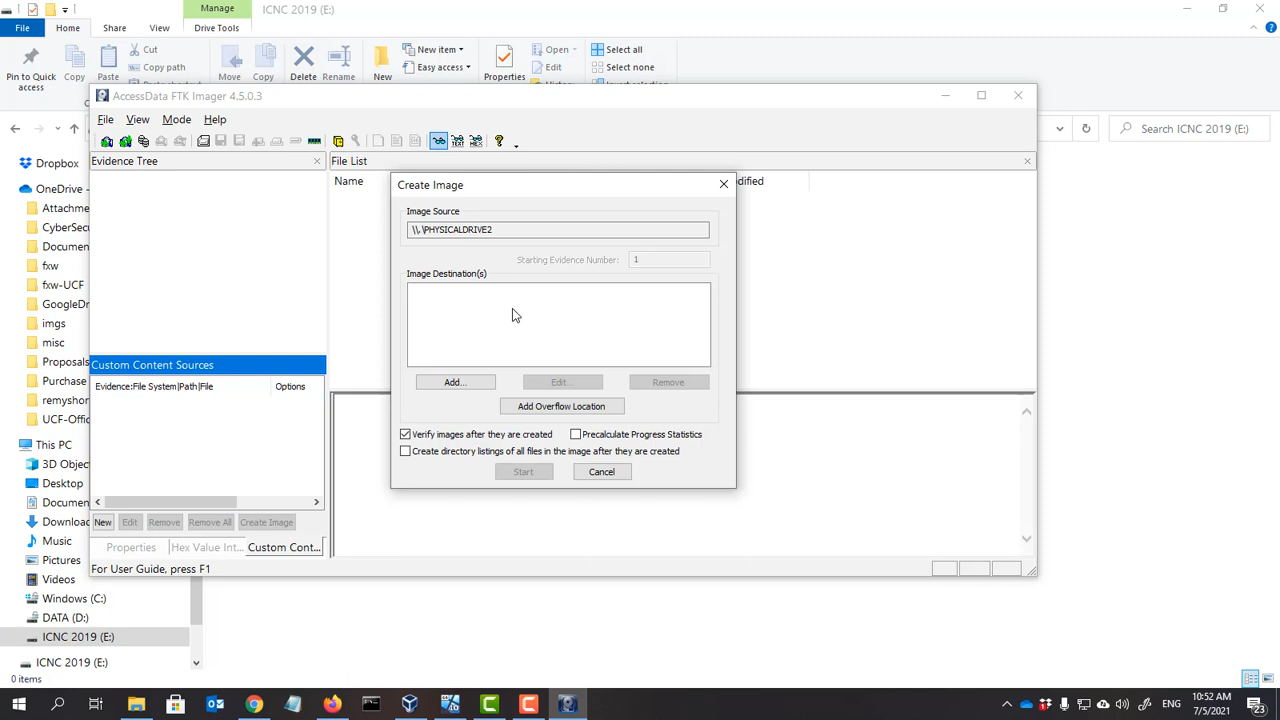 Manage
ICNC 2019 (E:)
File
Home
Share
View
Drive Tools
Pin to Quick
access
Copy
Paste
Cut
Copy path
Move
Copy
Delete
Rename
New
New item
Easy access
Properties
Open
Edit
Select all
Select none
AccessData FTK Imager 4.5.0.3
File View Mode Help
Search ICNC 2019 (E:)
Evidence Tree
File List
Name
Dropbox
OneDrive -
Attachme
CyberSec
Documen
fxw
fxw-UCF
GoogleDr
imgs
misc
Proposals
Purchase
remyshor
UCF-Offi
This PC
3D Object
Desktop
Documen
Download
Music
Pictures
Videos
Windows (C:)
DATA (D:)
ICNC 2019 (E:)
ICNC 2019 (E:)
0 items
Custom Content Sources
Evidence:File System|Path|File
Options
New
Edit
Remove
Remove All
Create Image
Properties
Hex Value Int...
Custom Cont...
For User Guide, press F1
Create Image
Image Source
\\.\PHYSICALDRIVE2
Starting Evidence Number:
1
Image Destination(s)
Add...
Edit...
Remove
Add Overflow Location
Verify images after they are created
Precalculate Progress Statistics
Create directory listings of all files in the image after they are created
Start
Cancel
ENG
10:52 AM
7/5/2021
23